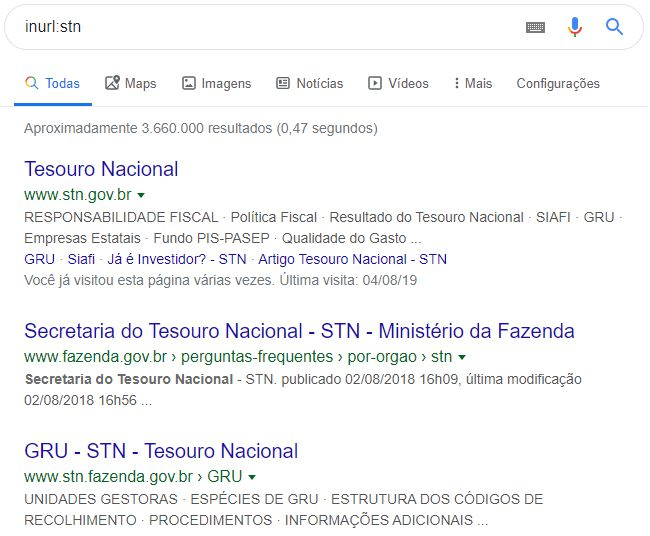 inurl:stn
Todas Maps Imagens Notícias Vídeos Mais Configurações
Aproximadamente 3.660.000 resultados (0,47 segundos)
Tesouro Nacional
www.stn.gov.br
RESPONSABILIDADE FISCAL · Política Fiscal · Resultado do Tesouro Nacional · SIAFI · GRU ·
Empresas Estatais · Fundo PIS-PASEP · Qualidade do Gasto ...
GRU · Siafi · Já é Investidor? - STN · Artigo Tesouro Nacional - STN
Você já visitou esta página várias vezes. Última visita: 04/08/19
Secretaria do Tesouro Nacional - STN - Ministério da Fazenda
www.fazenda.gov.br › perguntas-frequentes › por-orgao › stn
Secretaria do Tesouro Nacional - STN. publicado 02/08/2018 16h09, última modificação
02/08/2018 16h56 ...
GRU - STN - Tesouro Nacional
www.stn.fazenda.gov.br › GRU
UNIDADES GESTORAS · ESPÉCIES DE GRU · ESTRUTURA DOS CÓDIGOS DE
RECOLHIMENTO · PROCEDIMENTOS · INFORMAÇÕES ADICIONAIS ...